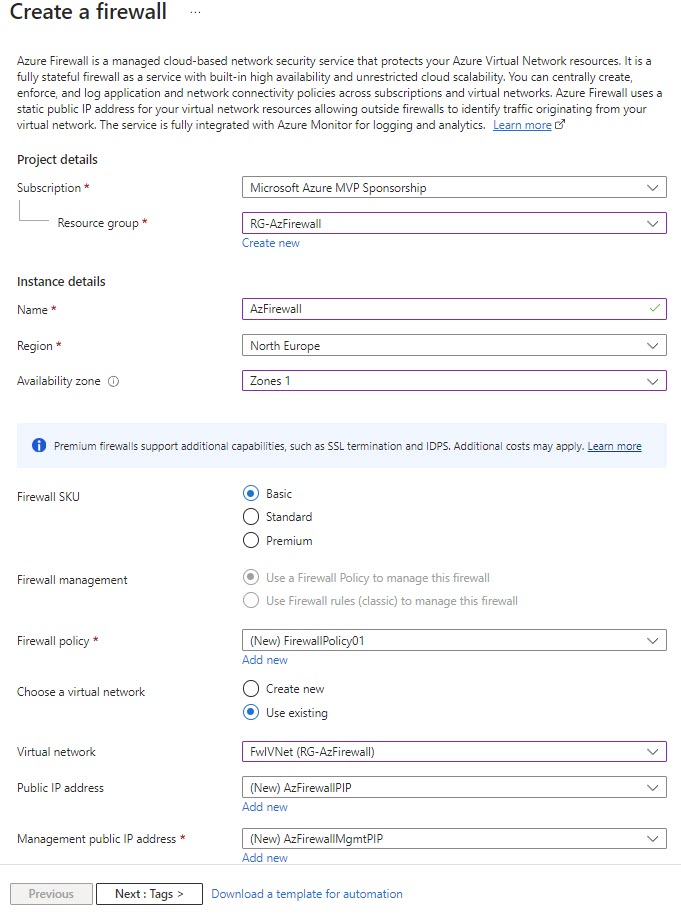 Create a firewall ...
Azure Firewall is a managed cloud-based network security service that protects your Azure Virtual Network resources. It is a
fully stateful firewall as a service with built-in high availability and unrestricted cloud scalability. You can centrally create,
enforce, and log application and network connectivity policies across subscriptions and virtual networks. Azure Firewall uses a
static public IP address for your virtual network resources allowing outside firewalls to identify traffic originating from your
virtual network. The service is fully integrated with Azure Monitor for logging and analytics. Learn more
Project details
Subscription * Microsoft Azure MVP Sponsorship
Resource group * RG-AzFirewall
Create new
Instance details
Name * AzFirewall
Region * North Europe
Availability zone Zones 1
Premium firewalls support additional capabilities, such as SSL termination and IDPS. Additional costs may apply. Learn more
Firewall SKU Basic
Standard
Premium
Firewall management Use a Firewall Policy to manage this firewall
Use Firewall rules (classic) to manage this firewall
Firewall policy * (New) FirewallPolicy01
Add new
Choose a virtual network Create new
Use existing
Virtual network FwlVNet (RG-AzFirewall)
Public IP address (New) AzFirewallPIP
Add new
Management public IP address * (New) AzFirewallMgmtPIP
Add new
Previous Next : Tags > Download a template for automation